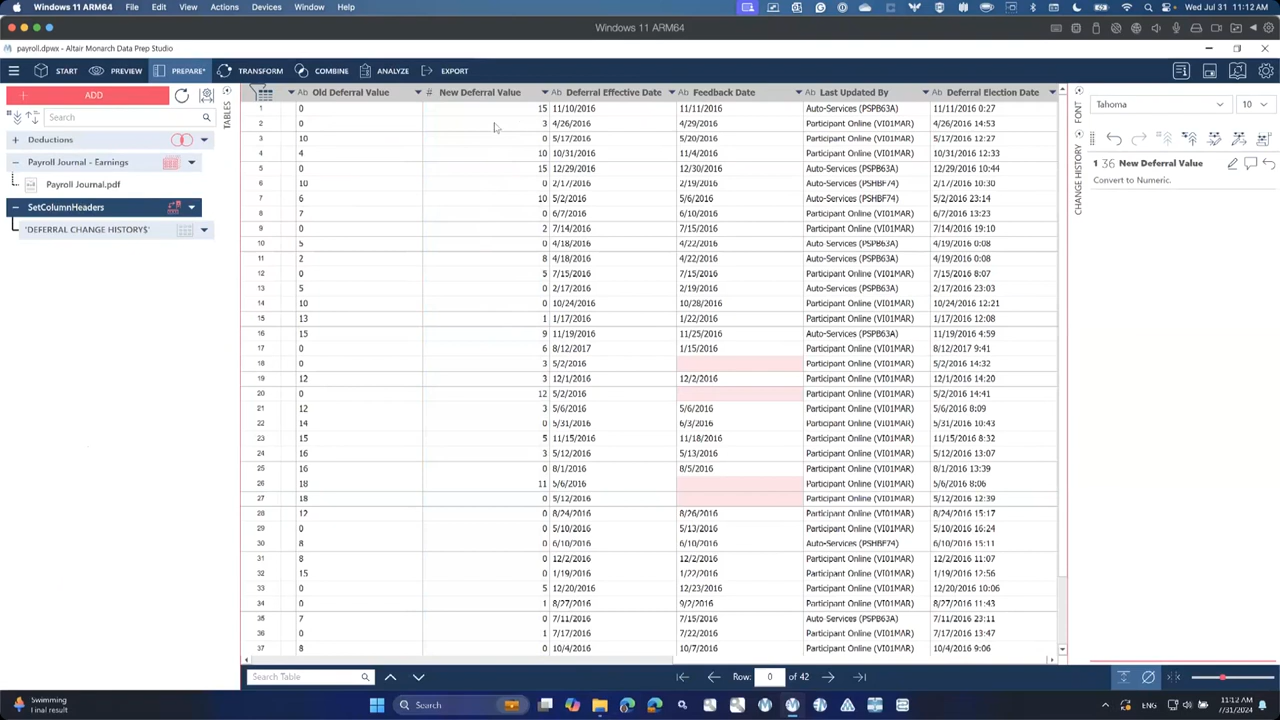 Windows 11 ARM64 File Edit View Actions Devices Window Help Wed Jul 31 11:12 AM
Windows 11 ARM64
payroll.dpwx - Altair Monarch Data Prep Studio
START PREVIEW PREPARE* TRANSFORM COMBINE ANALYZE EXPORT
ADD
Search
Deductions
Payroll Journal - Earnings
Payroll Journal.pdf
SetColumnHeaders
'DEFERRAL CHANGE HISTORY$'
TABLES
Ab Old Deferral Value # New Deferral Value Ab Deferral Effective Date Ab Feedback Date Ab Last Updated By Ab Deferral Election Date
1 0 15 11/10/2016 11/11/2016 Auto-Services (PSPB63A) 11/11/2016 0:27
2 0 3 4/26/2016 4/29/2016 Participant Online (VI01MAR) 4/26/2016 14:53
3 10 0 5/17/2016 5/20/2016 Participant Online (VI01MAR) 5/17/2016 12:27
4 4 10 10/31/2016 11/4/2016 Participant Online (VI01MAR) 10/31/2016 12:33
5 0 15 12/29/2016 12/30/2016 Participant Online (VI01MAR) 12/29/2016 10:44
6 10 0 2/17/2016 2/19/2016 Auto-Services (PSHBF74) 2/17/2016 10:30
7 6 10 5/2/2016 5/6/2016 Auto-Services (PSHBF74) 5/2/2016 23:14
8 7 0 6/7/2016 6/10/2016 Participant Online (VI01MAR) 6/7/2016 13:23
9 0 2 7/14/2016 7/15/2016 Participant Online (VI01MAR) 7/14/2016 19:10
10 5 0 4/18/2016 4/22/2016 Auto-Services (PSPB63A) 4/19/2016 0:08
11 2 8 4/18/2016 4/22/2016 Auto-Services (PSPB63A) 4/19/2016 0:08
12 0 5 7/15/2016 7/15/2016 Participant Online (VI01MAR) 7/15/2016 8:07
13 5 0 2/17/2016 2/19/2016 Auto-Services (PSPB63A) 2/17/2016 23:03
14 10 0 10/24/2016 10/28/2016 Participant Online (VI01MAR) 10/24/2016 12:21
15 13 1 1/17/2016 1/22/2016 Participant Online (VI01MAR) 1/17/2016 12:08
16 15 9 11/19/2016 11/25/2016 Auto-Services (PSPB63A) 11/19/2016 4:59
17 0 6 8/12/2017 1/15/2016 Participant Online (VI01MAR) 8/12/2017 9:41
18 0 3 5/2/2016 Participant Online (VI01MAR) 5/2/2016 14:32
19 12 3 12/1/2016 12/2/2016 Participant Online (VI01MAR) 12/1/2016 14:20
20 0 12 5/2/2016 Participant Online (VI01MAR) 5/2/2016 14:41
21 12 3 5/6/2016 5/6/2016 Participant Online (VI01MAR) 5/6/2016 8:09
22 14 0 5/31/2016 6/3/2016 Participant Online (VI01MAR) 5/31/2016 10:43
23 15 5 11/15/2016 11/18/2016 Participant Online (VI01MAR) 11/15/2016 8:32
24 16 3 5/12/2016 5/13/2016 Participant Online (VI01MAR) 5/12/2016 13:07
25 16 0 8/1/2016 8/5/2016 Participant Online (VI01MAR) 8/1/2016 13:39
26 18 11 5/6/2016 Participant Online (VI01MAR) 5/6/2016 8:06
27 18 0 5/12/2016 Participant Online (VI01MAR) 5/12/2016 12:39
28 12 0 8/24/2016 8/26/2016 Participant Online (VI01MAR) 8/24/2016 15:17
29 0 0 5/10/2016 5/13/2016 Participant Online (VI01MAR) 5/10/2016 16:24
30 8 0 6/10/2016 6/10/2016 Auto-Services (PSHBF74) 6/10/2016 15:11
31 8 0 12/2/2016 12/2/2016 Participant Online (VI01MAR) 12/2/2016 11:07
32 15 0 1/19/2016 1/22/2016 Participant Online (VI01MAR) 1/19/2016 12:56
33 0 5 12/20/2016 12/23/2016 Participant Online (VI01MAR) 12/20/2016 10:06
34 0 1 8/27/2016 9/2/2016 Participant Online (VI01MAR) 8/27/2016 11:43
35 7 0 7/11/2016 7/15/2016 Auto-Services (PSPB63A) 7/11/2016 23:11
36 0 1 7/17/2016 7/22/2016 Participant Online (VI01MAR) 7/17/2016 13:47
37 8 0 10/4/2016 10/7/2016 Participant Online (VI01MAR) 10/4/2016 9:06
Search Table Row: 0 of 42
FONT
Tahoma 10
CHANGE HISTORY
1 36 New Deferral Value
Convert to Numeric.
Swimming
Final result
Search
ENG
11:12 AM
7/31/2024